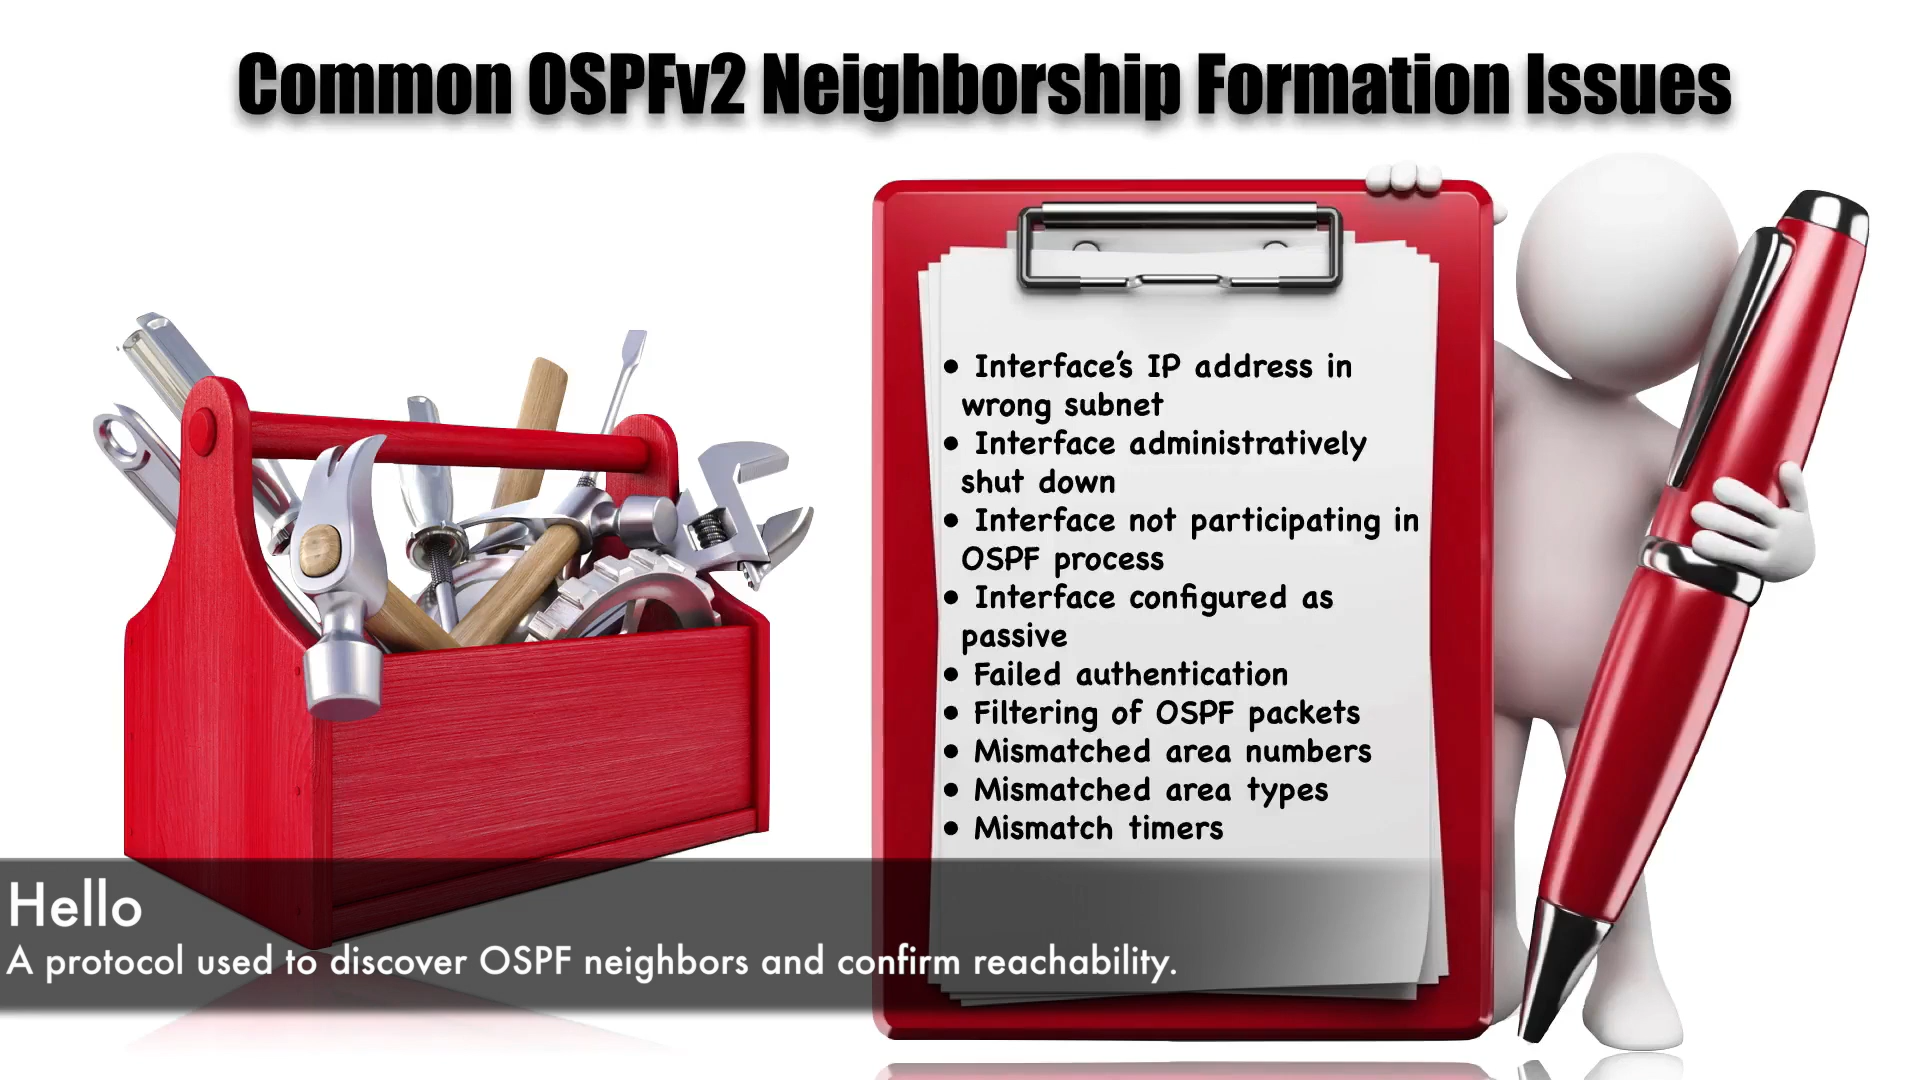 Common OSPFv2 Neighborship Formation Issues
• Interface's IP address in
wrong subnet
• Interface administratively
shut down
• Interface not participating in
OSPF process
• Interface configured as
passive
• Failed authentication
• Filtering of OSPF packets
• Mismatched area numbers
• Mismatched area types
• Mismatch timers
Hello
A protocol used to discover OSPF neighbors and confirm reachability.